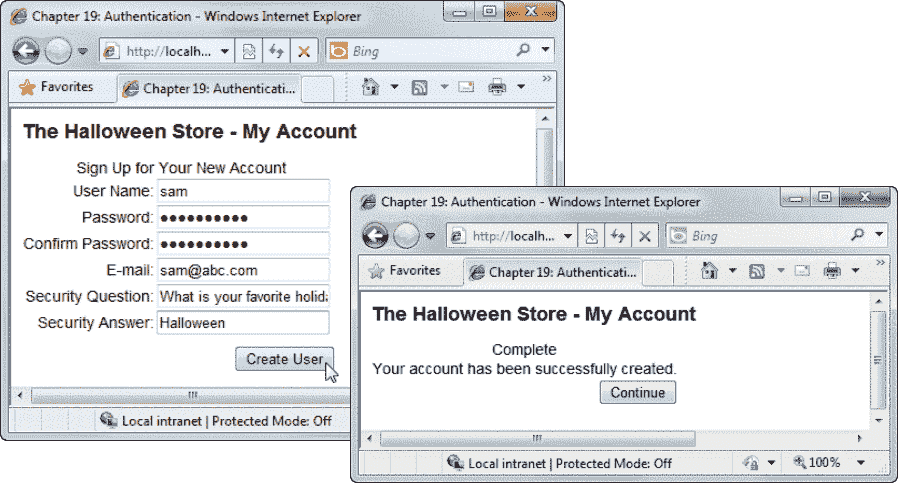 Chapter 19: Authentication - Windows Internet Explorer
http://localh...
Bing
Favorites
Chapter 19: Authenticati...
The Halloween Store - My Account
Sign Up for Your New Account
User Name: sam
Password: ●●●●●●●●●●
Confirm Password: ●●●●●●●●●●
E-mail: sam@abc.com
Security Question: What is your favorite holid
Security Answer: Halloween
Create User
Local intranet | Protected Mode: Off
Chapter 19: Authentication - Windows Internet Explorer
http://localh...
Bing
Favorites
Chapter 19: Authenticati...
The Halloween Store - My Account
Complete
Your account has been successfully created.
Continue
Local intranet | Protected Mode: Off
100%